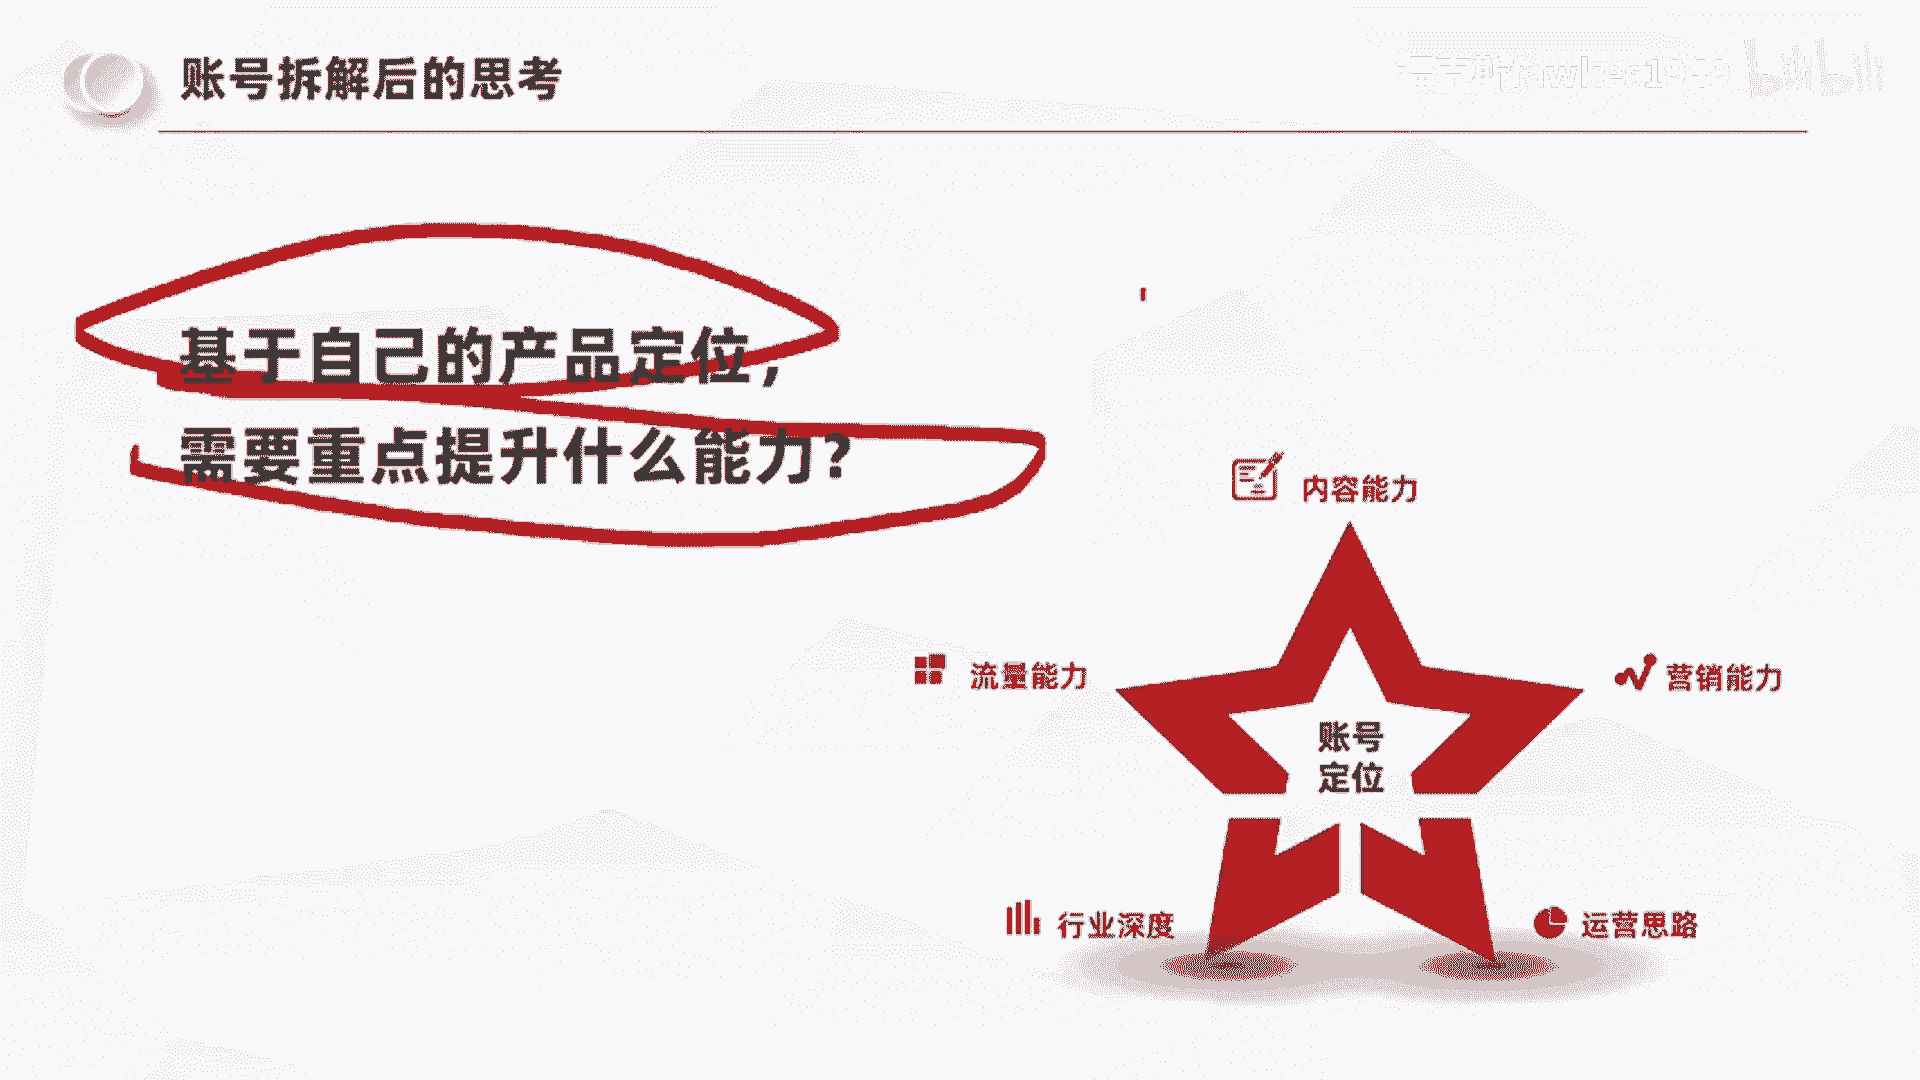 账号拆解后的思考
bilibili
基于自己的产品定位，
需要重点提升什么能力？
内容能力
流量能力
营销能力
账号
定位
行业深度
运营思路